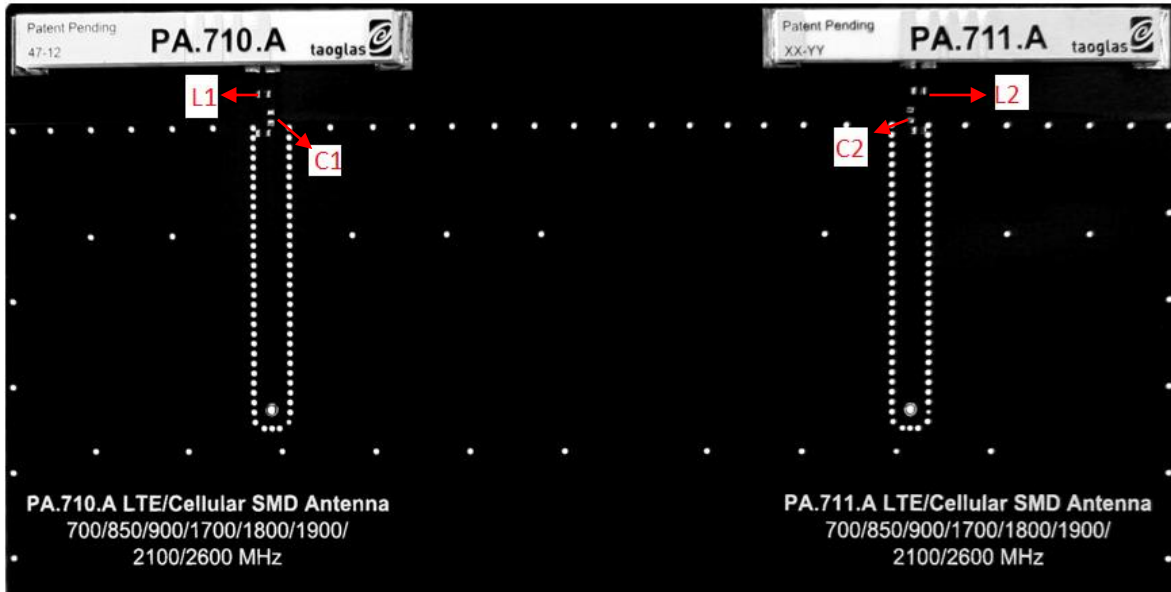 Patent Pending
47-12
PA.710.A
taoglas
Patent Pending
XX-YY
PA.711.A
taoglas
L1
C1
L2
C2
PA.710.A LTE/Cellular SMD Antenna
700/850/900/1700/1800/1900/
2100/2600 MHz
PA.711.A LTE/Cellular SMD Antenna
700/850/900/1700/1800/1900/
2100/2600 MHz